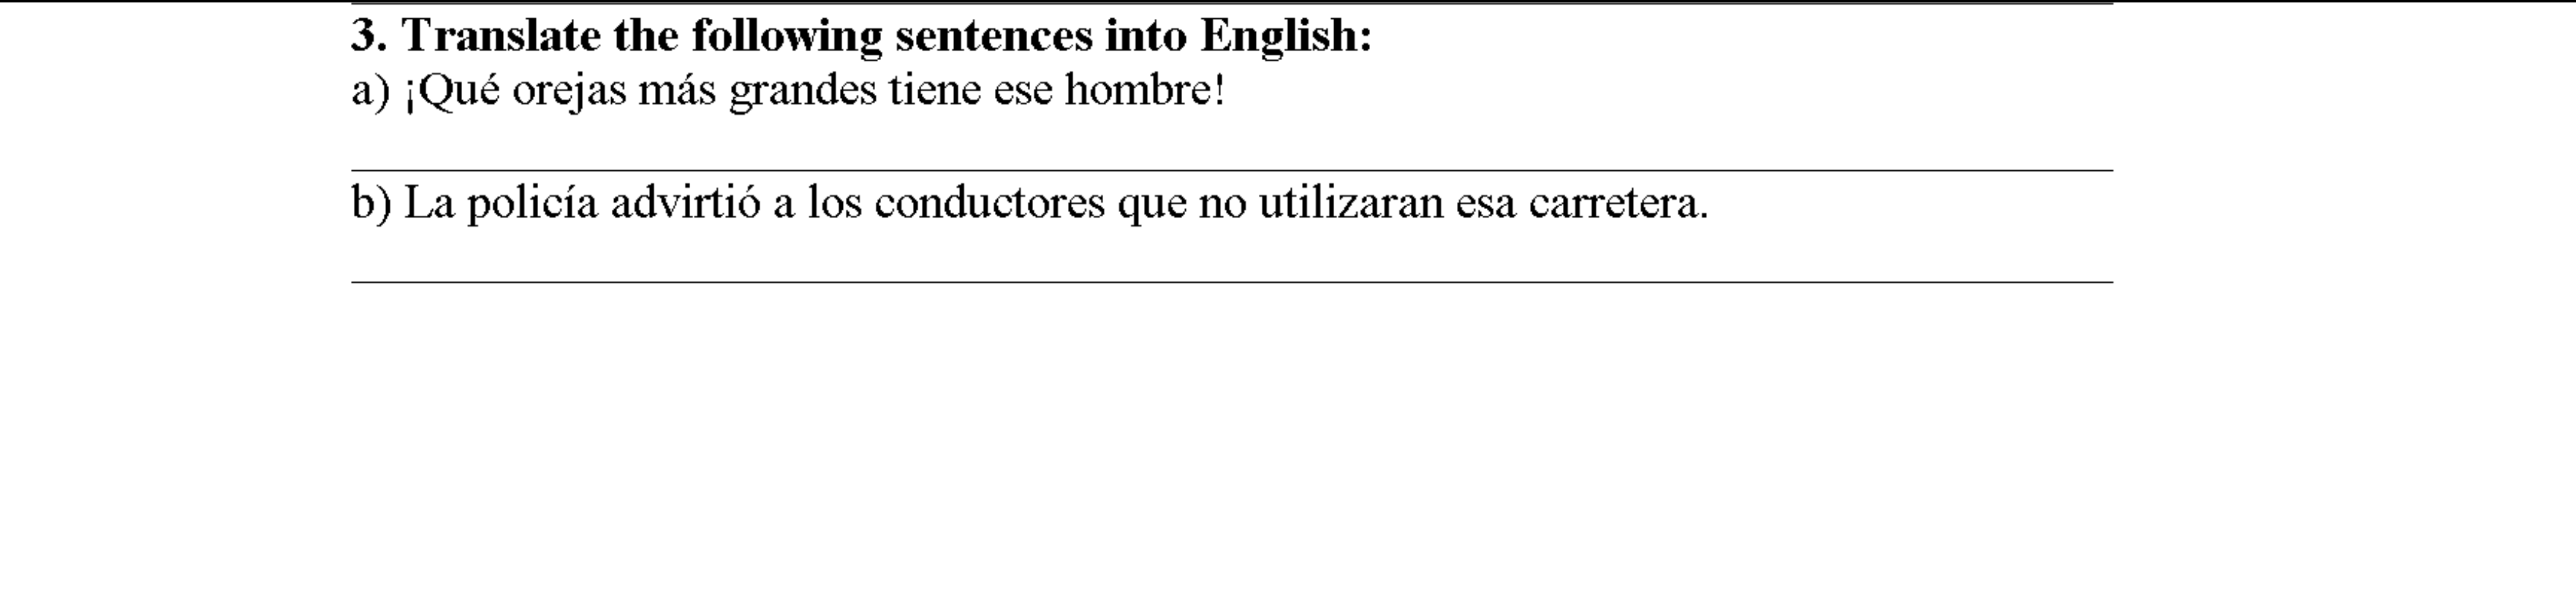 3. Translate the following sentences into English:
a) ¡Qué orejas más grandes tiene ese hombre!
b) La policía advirtió a los conductores que no utilizaran esa carretera.